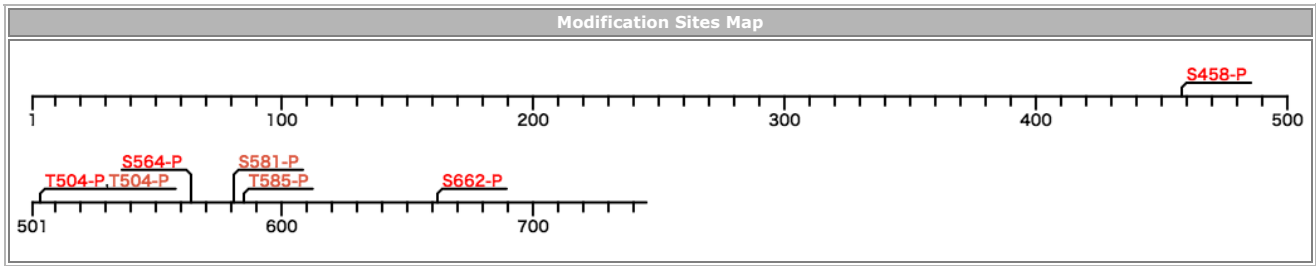 Modification Sites Map
S458-P
1 100 200 300 400 500
S564-P S581-P
T504-P,T504-P T585-P S662-P
501 600 700